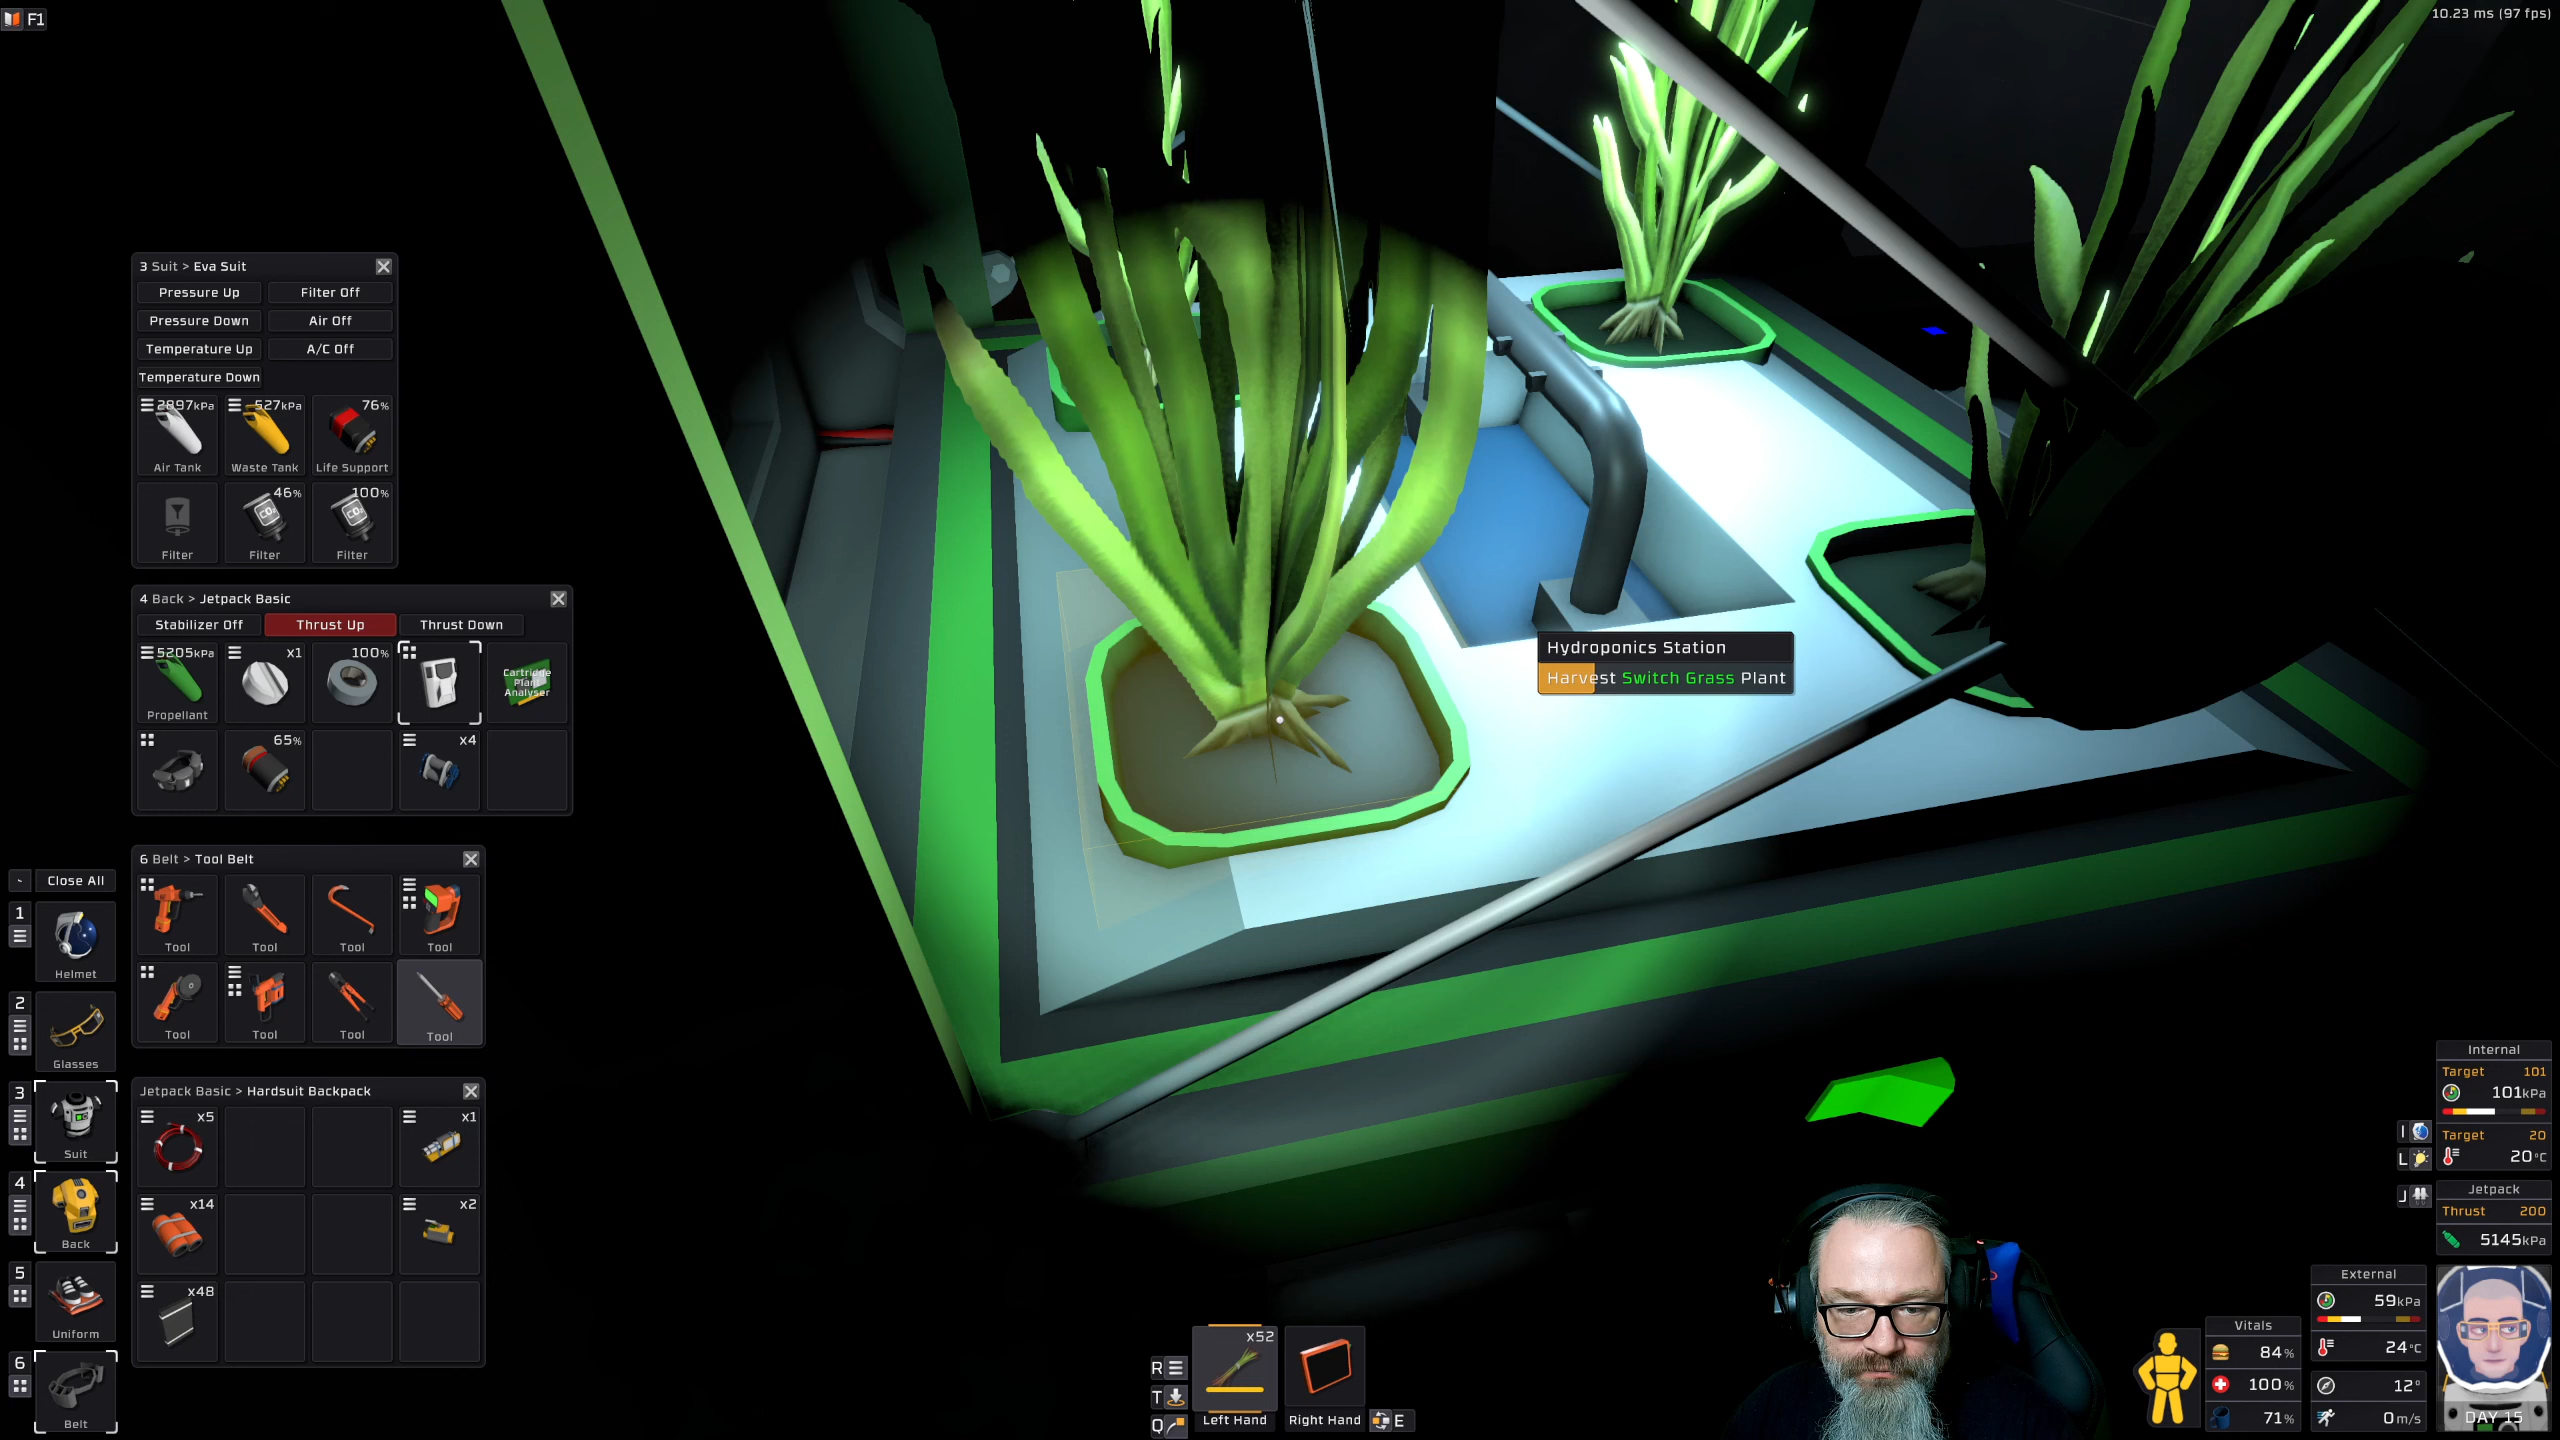 F1
10.23 ms (97 fps)
3 Suit > Eva Suit
Pressure Up
Filter Off
Pressure Down
Air Off
Temperature Up
A/C Off
Temperature Down
2897kPa
527kPa
76%
Air Tank
Waste Tank
Life Support
46%
100%
CO₂
CO₂
Filter
Filter
Filter
4 Back > Jetpack Basic
Stabilizer Off
Thrust Up
Thrust Down
5205kPa
x1
100%
Cartridge
Plant
Analyser
Propellant
65%
x4
Hydroponics Station
Harvest Switch Grass Plant
6 Belt > Tool Belt
Tool
Tool
Tool
Tool
Tool
Tool
Tool
Tool
~ Close All
1
Helmet
2
Glasses
3
Suit
4
Back
5
Uniform
6
Belt
Jetpack Basic > Hardsuit Backpack
x5
x1
x14
x2
x48
R
T
Q
x52
Left Hand
Right Hand
E
Internal
Target 101
101kPa
I
Target 20
L
20°C
J
Jetpack
Thrust 200
5145kPa
External
59kPa
24°C
12°
0m/s
Vitals
84%
100%
71%
DAY 15